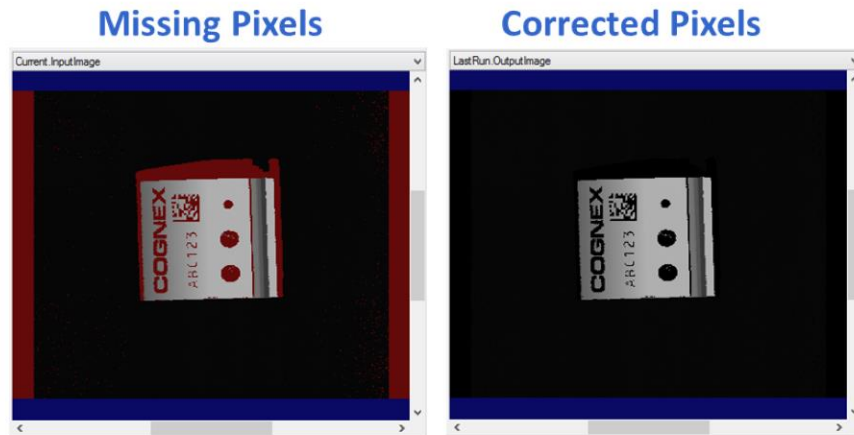 Missing Pixels
Corrected Pixels
Current.InputImage
LastRun.OutputImage
COGNEX
ABC123
COGNEX
ABC123